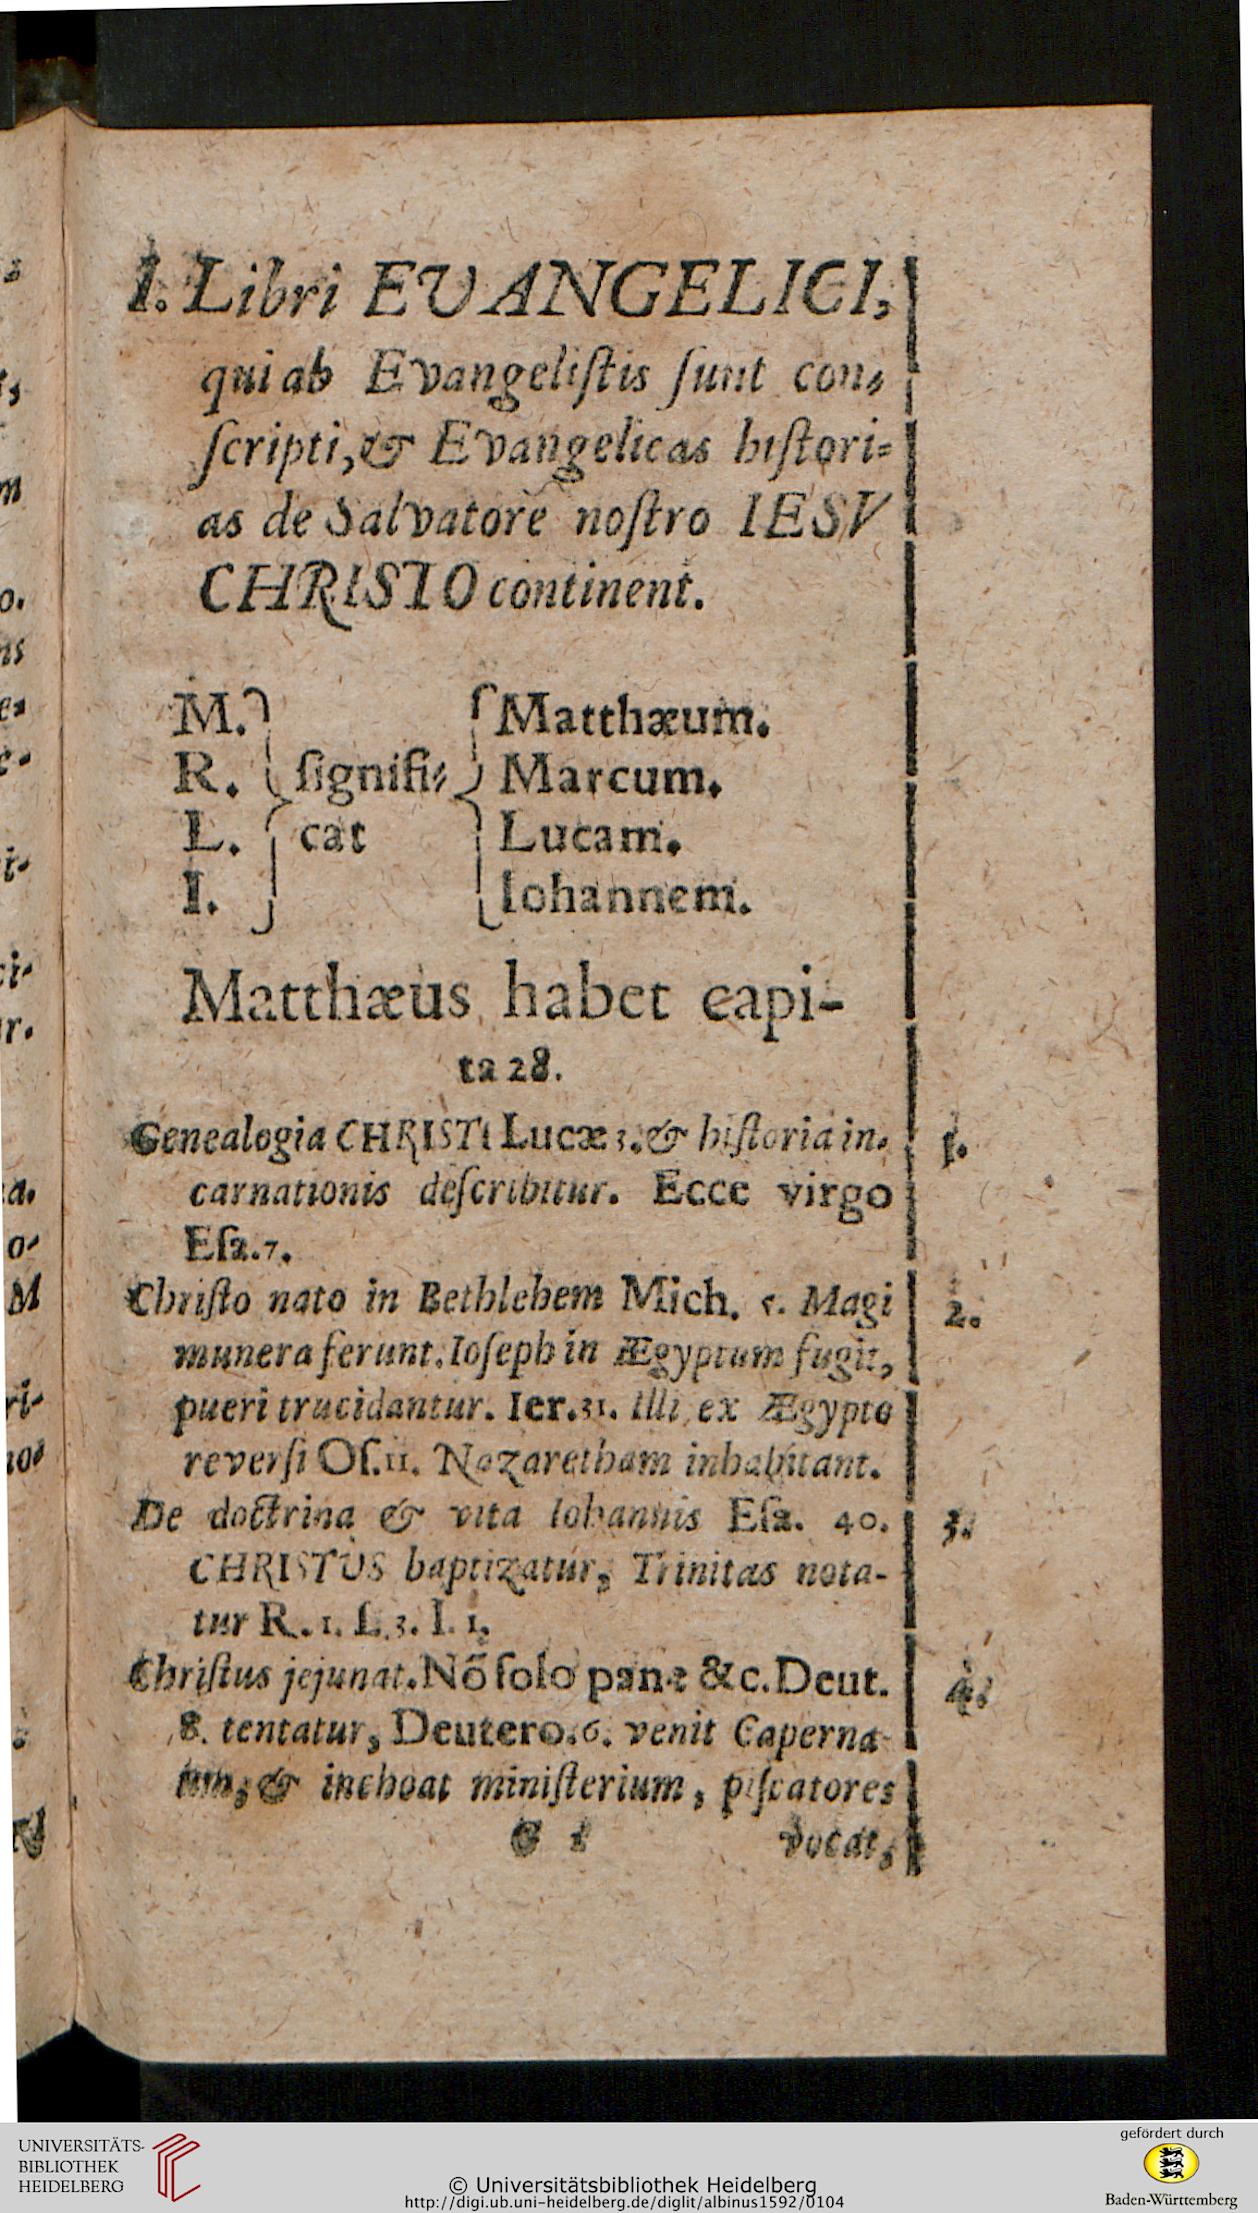 I. Libri EVANGELICI,
qui ab Evangeliſtis ſunt con-
ſcripti, & Evangelicas hiſtori-
as de Salvatore noſtro IESV
CHRISTO continent.
M. Matthæum.
R. ſignifi- Marcum.
L. cat Lucam.
I. Iohannem.
Matthæus habet capi-
ta 28.
Genealogia CHRISTI Lucæ 3. & hiſtoria in- 1.
carnationis deſcribitur. Ecce virgo
Eſa. 7.
Chriſto nato in Bethlehem Mich. 5. Magi 2.
munera ferunt. Ioſeph in Ægyptum fugit,
pueri trucidantur. Ier. 31. Illi ex Ægypto
reverſi Oſ. 11. Nazaretham inhabitant.
De doctrina & vita Iohannis Eſa. 40. 3.
CHRISTUS baptizatur, Trinitas nota-
tur R. 1. L. 3. I. 1.
Chriſtus jejunat. Nõ ſolo pane &c. Deut. 4.
8. tentatur, Deutero. 6. venit Caperna-
um, & inchoat miniſterium, piſcatores
G vocat,
UNIVERSITÄTS-
BIBLIOTHEK
HEIDELBERG
© Universitätsbibliothek Heidelberg
http://digi.ub.uni-heidelberg.de/diglit/albinus1592/0104
gefördert durch
Baden-Württemberg